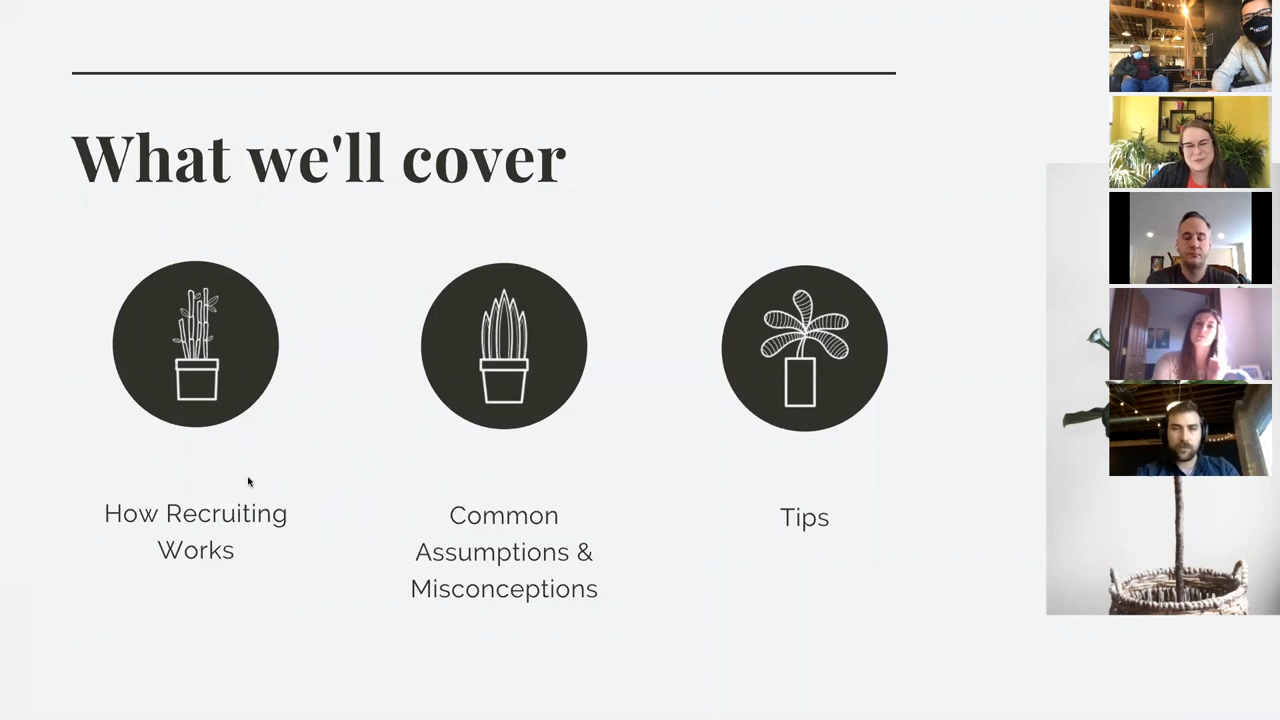 What we'll cover
How Recruiting
Works
Common
Assumptions &
Misconceptions
Tips